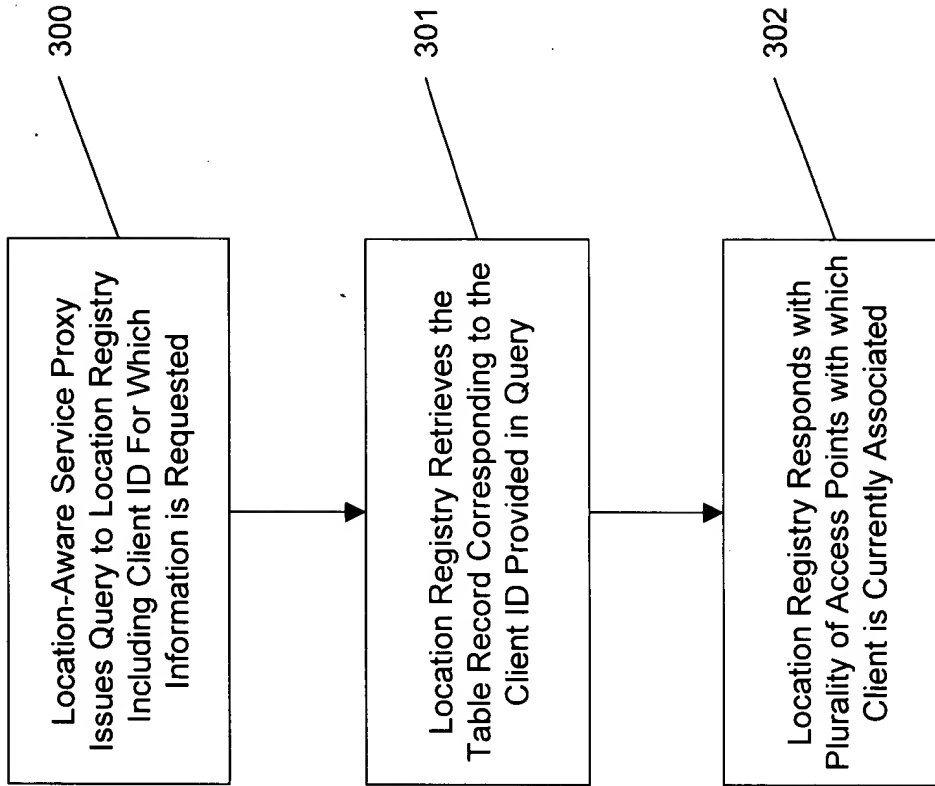 300
Location-Aware Service Proxy
Issues Query to Location Registry
Including Client ID For Which
Information is Requested
301
Location Registry Retrieves the
Table Record Corresponding to the
Client ID Provided in Query
302
Location Registry Responds with
Plurality of Access Points with which
Client is Currently Associated